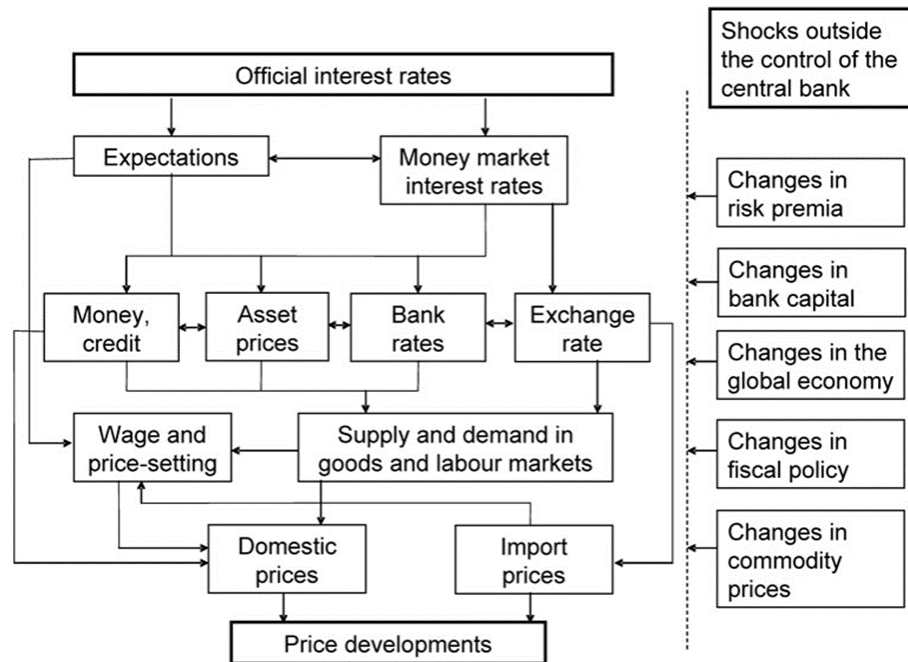 Official interest rates
Shocks outside
the control of the
central bank
Expectations
Money market
interest rates
Changes in
risk premia
Changes in
bank capital
Money,
credit
Asset
prices
Bank
rates
Exchange
rate
Changes in the
global economy
Wage and
price-setting
Supply and demand in
goods and labour markets
Changes in
fiscal policy
Domestic
prices
Import
prices
Changes in
commodity
prices
Price developments